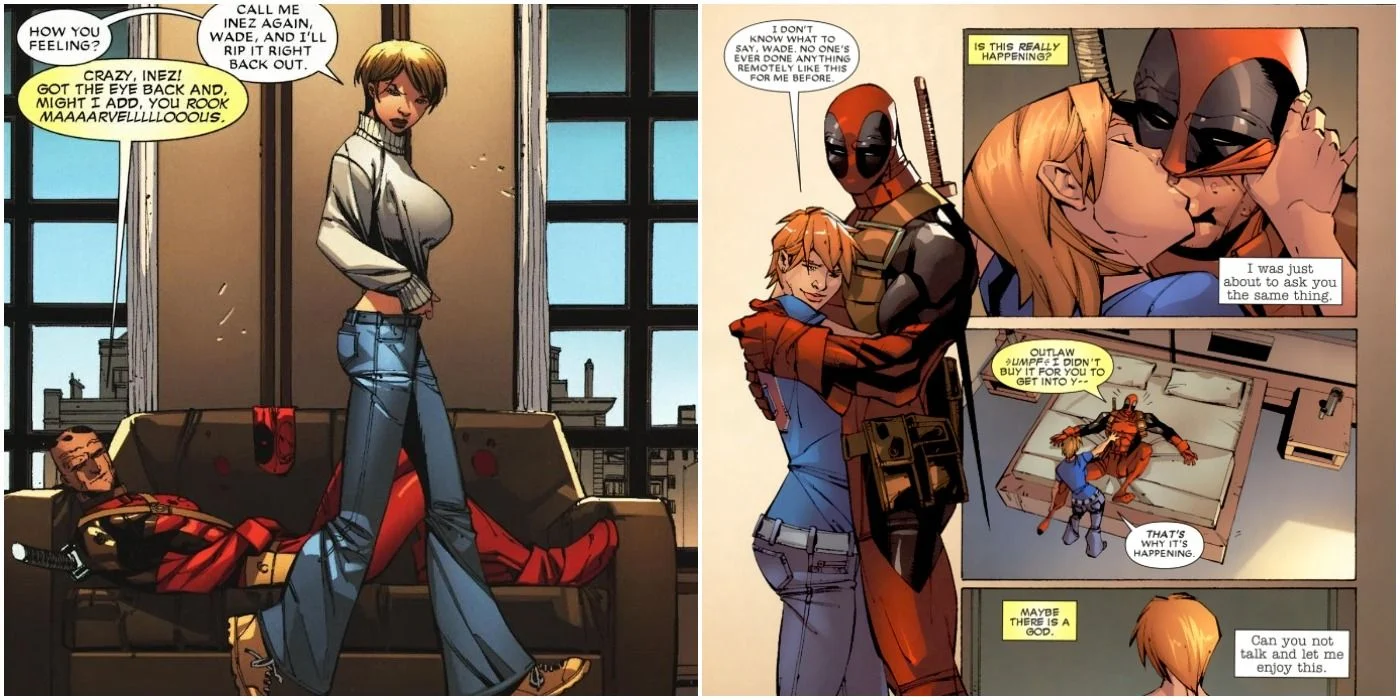 HOW YOU
FEELING?
CALL ME
INEZ AGAIN,
WADE, AND I'LL
RIP IT RIGHT
BACK OUT.
CRAZY, INEZ!
GOT THE EYE BACK AND,
MIGHT I ADD, YOU ROOK
MAAAARVELLLLLOOOUS.
I DON'T
KNOW WHAT TO
SAY, WADE. NO ONE'S
EVER DONE ANYTHING
REMOTELY LIKE THIS
FOR ME BEFORE.
IS THIS REALLY
HAPPENING?
I was just
about to ask you
the same thing.
OUTLAW
÷UMPF÷ I DIDN'T
BUY IT FOR YOU TO
GET INTO Y--
THAT'S
WHY IT'S
HAPPENING.
MAYBE
THERE IS A
GOD.
Can you not
talk and let me
enjoy this.